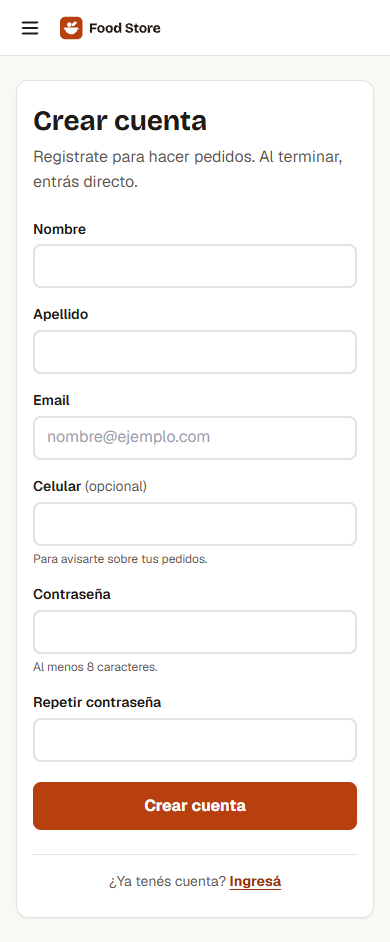 Food Store
Crear cuenta
Registrate para hacer pedidos. Al terminar,
entrás directo.
Nombre
Apellido
Email
nombre@ejemplo.com
Celular (opcional)
Para avisarte sobre tus pedidos.
Contraseña
Al menos 8 caracteres.
Repetir contraseña
Crear cuenta
¿Ya tenés cuenta? Ingresá